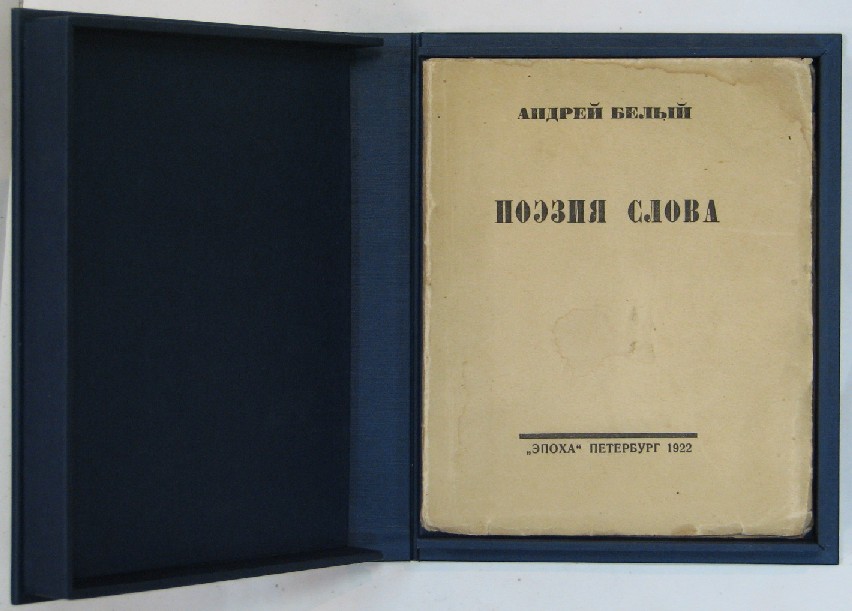 АНДРЕЙ БЕЛЫЙ
ПОЭЗИЯ СЛОВА
„ЭПОХА“ ПЕТЕРБУРГ 1922